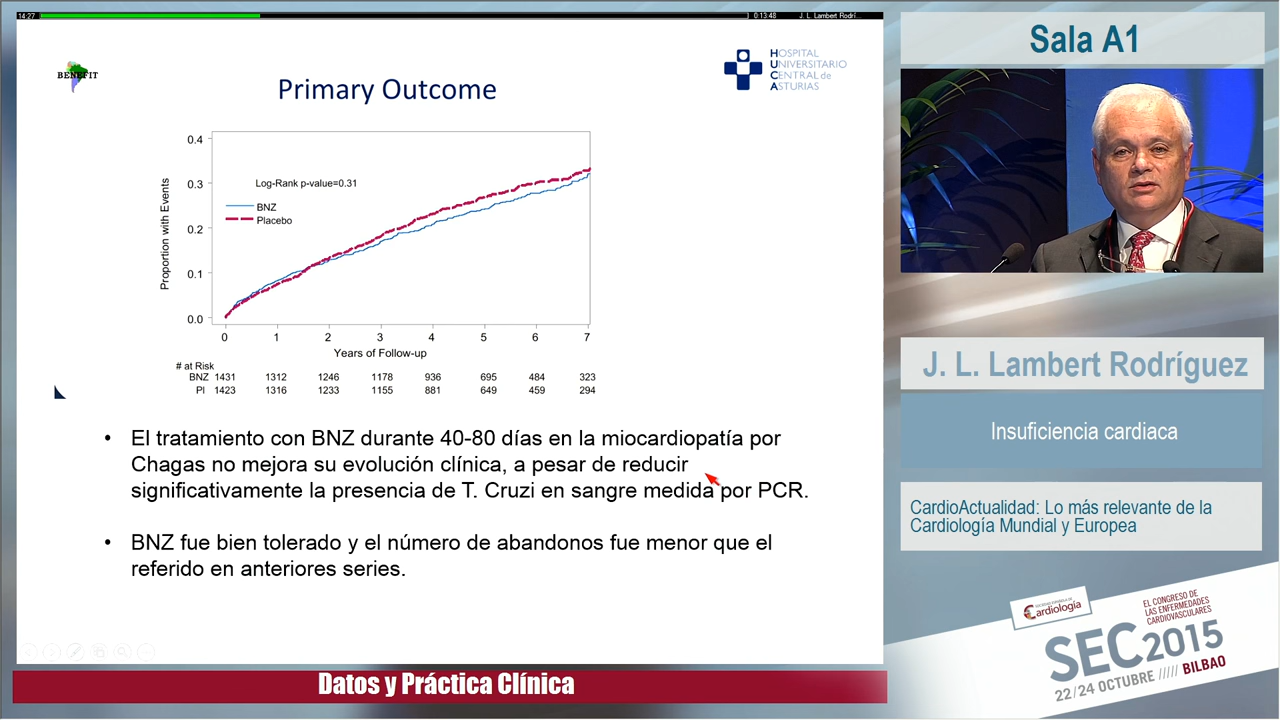 14:27
0:13:48
J. L. Lambert Rodrí...
BENEFIT
Primary Outcome
HOSPITAL
UNIVERSITARIO
CENTRAL de
ASTURIAS
0.4
0.3
0.2
0.1
0.0
Proportion with Events
Log-Rank p-value=0.31
BNZ
Placebo
0 1 2 3 4 5 6 7
Years of Follow-up
# at Risk
BNZ 1431 1312 1246 1178 936 695 484 323
Pl 1423 1316 1233 1155 881 649 459 294
• El tratamiento con BNZ durante 40-80 días en la miocardiopatía por
Chagas no mejora su evolución clínica, a pesar de reducir
significativamente la presencia de T. Cruzi en sangre medida por PCR.
• BNZ fue bien tolerado y el número de abandonos fue menor que el
referido en anteriores series.
Datos y Práctica Clínica
Sala A1
J. L. Lambert Rodríguez
Insuficiencia cardiaca
CardioActualidad: Lo más relevante de la
Cardiología Mundial y Europea
SOCIEDAD ESPAÑOLA DE
Cardiología
EL CONGRESO DE
LAS ENFERMEDADES
CARDIOVASCULARES
SEC2015
22/24 OCTUBRE ///// BILBAO